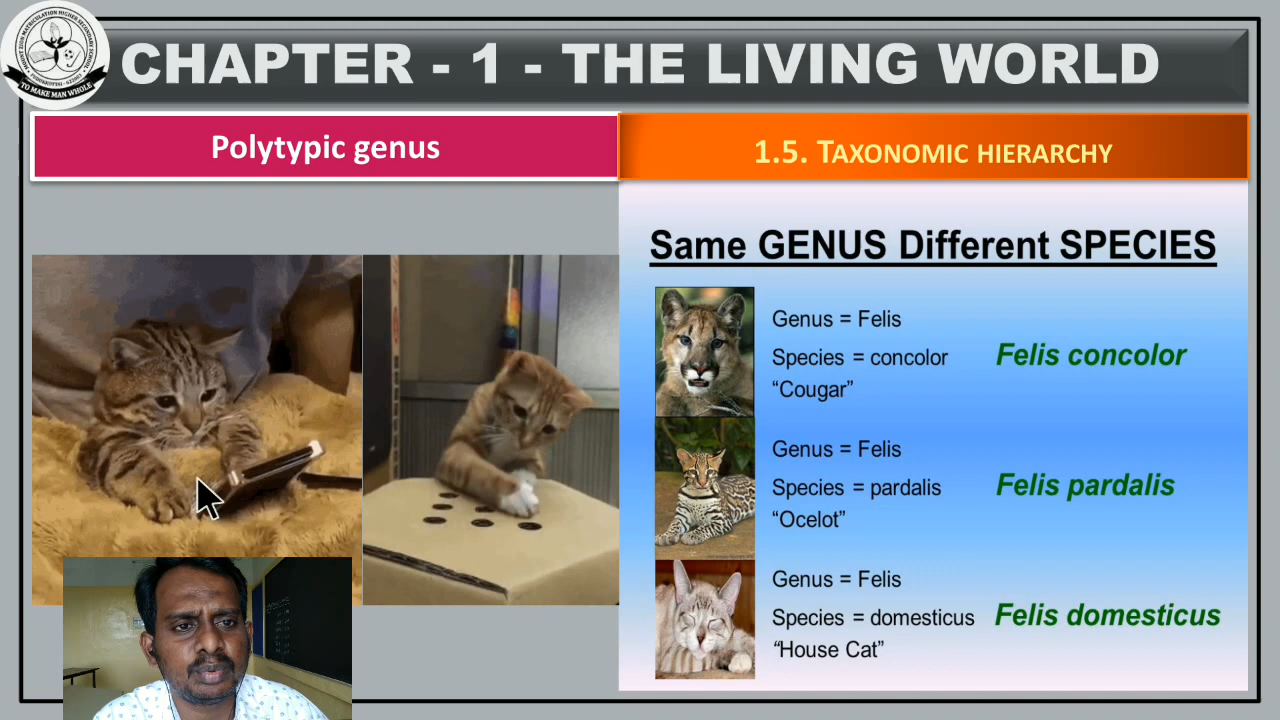 CHAPTER - 1 - THE LIVING WORLD
TO MAKE MAN WHOLE
Polytypic genus
1.5. TAXONOMIC HIERARCHY
Same GENUS Different SPECIES
Genus = Felis
Species = concolor
Felis concolor
“Cougar”
Genus = Felis
Species = pardalis
Felis pardalis
“Ocelot”
Genus = Felis
Species = domesticus
Felis domesticus
“House Cat”